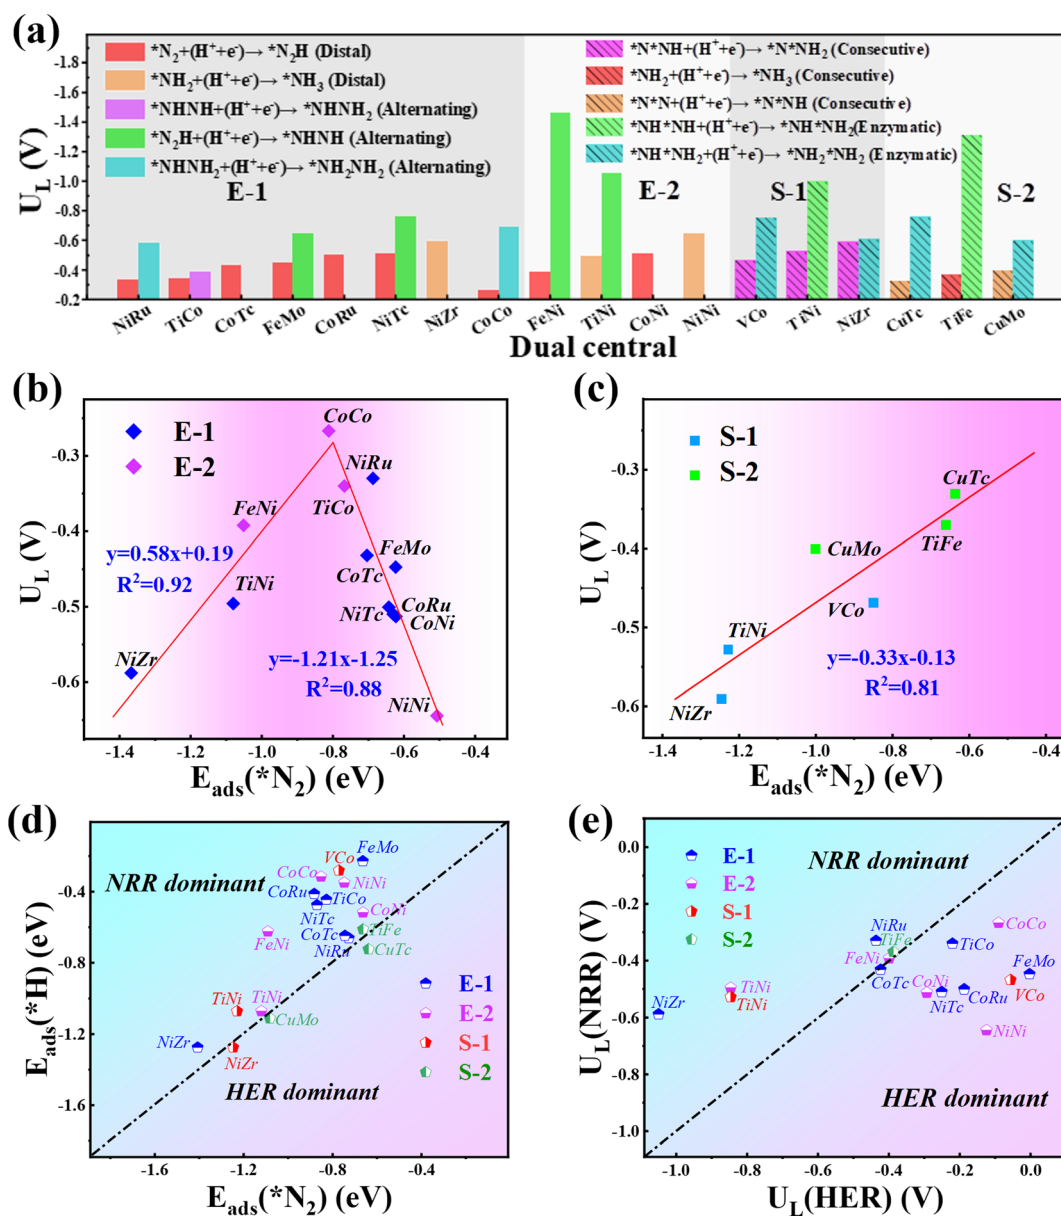 (a)
*N2+(H++e-)→ *N2H (Distal)
*NH2+(H++e-)→ *NH3 (Distal)
*NHNH+(H++e-)→ *NHNH2 (Alternating)
*N2H+(H++e-)→ *NHNH (Alternating)
*NHNH2+(H++e-)→ *NH2NH2 (Alternating)
*N*NH+(H++e-)→ *N*NH2 (Consecutive)
*NH2+(H++e-)→ *NH3 (Consecutive)
*N*N+(H++e-)→ *N*NH (Consecutive)
*NH*NH+(H++e-)→ *NH*NH2(Enzymatic)
*NH*NH2+(H++e-)→ *NH2*NH2 (Enzymatic)
E-1
E-2
S-1
S-2
UL (V)
-1.8
-1.6
-1.4
-1.2
-1.0
-0.8
-0.6
-0.4
-0.2
NiRu
TiCo
CoTc
FeMo
CoRu
NiTc
NiZr
CoCo
FeNi
TiNi
CoNi
NiNi
VCo
TiNi
NiZr
CuTc
TiFe
CuMo
Dual central
(b)
E-1
E-2
CoCo
NiRu
TiCo
FeNi
FeMo
CoTc
TiNi
NiTc
CoRu
CoNi
NiZr
NiNi
y=0.58x+0.19
R2=0.92
y=-1.21x-1.25
R2=0.88
UL (V)
-0.3
-0.4
-0.5
-0.6
-1.4 -1.2 -1.0 -0.8 -0.6 -0.4
Eads(*N2) (eV)
(c)
S-1
S-2
CuTc
TiFe
CuMo
VCo
TiNi
NiZr
y=-0.33x-0.13
R2=0.81
UL (V)
-0.3
-0.4
-0.5
-0.6
-1.4 -1.2 -1.0 -0.8 -0.6 -0.4
Eads(*N2) (eV)
(d)
NRR dominant
HER dominant
FeMo
VCo
CoCo
NiNi
CoRu
TiCo
NiTc
CoNi
TiFe
CoTc
FeNi
NiRu
CuTc
TiNi
TiNi
CuMo
NiZr
NiZr
E-1
E-2
S-1
S-2
Eads(*H) (eV)
-0.4
-0.8
-1.2
-1.6
-1.6 -1.2 -0.8 -0.4
Eads(*N2) (eV)
(e)
E-1
E-2
S-1
S-2
NRR dominant
HER dominant
NiRu
CoCo
TiFe
TiCo
FeNi
CoTc
FeMo
TiNi
CoNi
TiNi
NiTc
CoRu
VCo
NiZr
NiNi
UL(NRR) (V)
0.0
-0.2
-0.4
-0.6
-0.8
-1.0
-1.0 -0.8 -0.6 -0.4 -0.2 0.0
UL(HER) (V)